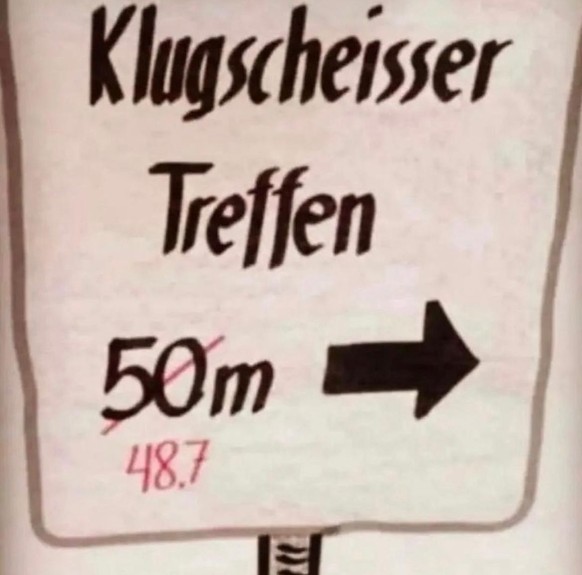 Klugscheisser
Treffen
50m
48.7